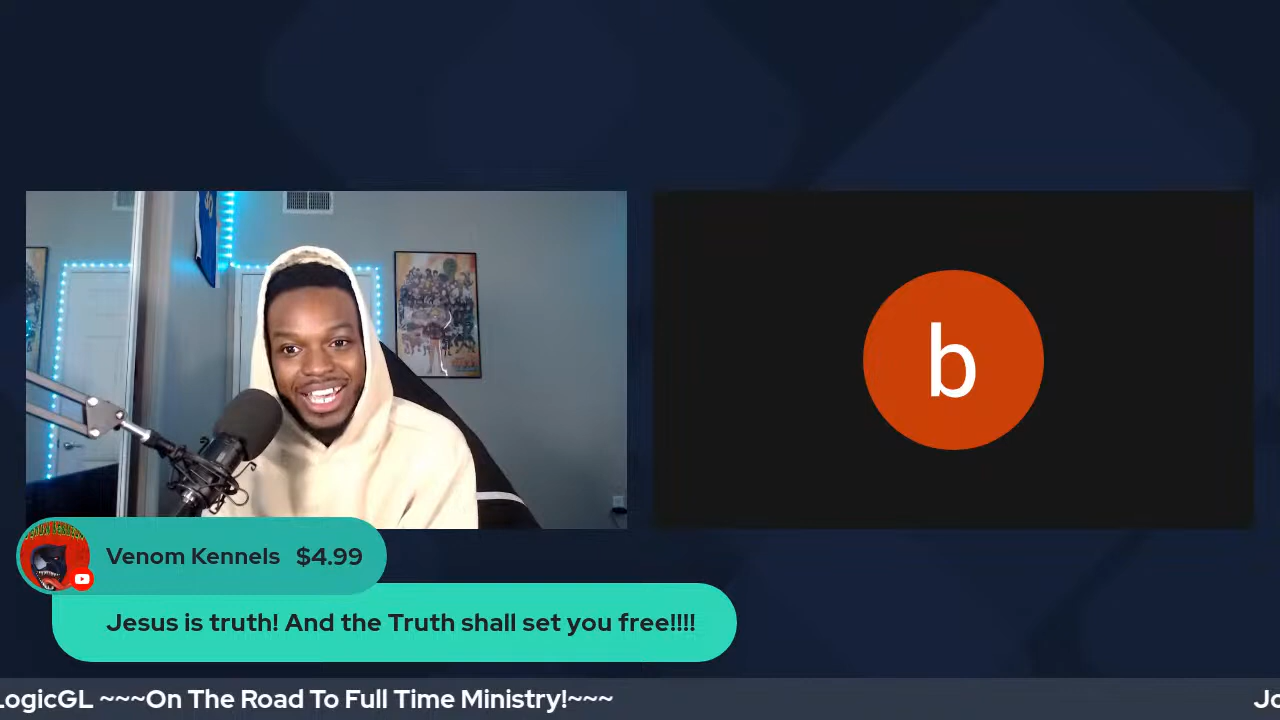 b
Venom Kennels $4.99
Jesus is truth! And the Truth shall set you free!!!!
LogicGL ~~~On The Road To Full Time Ministry!~~~
Jo